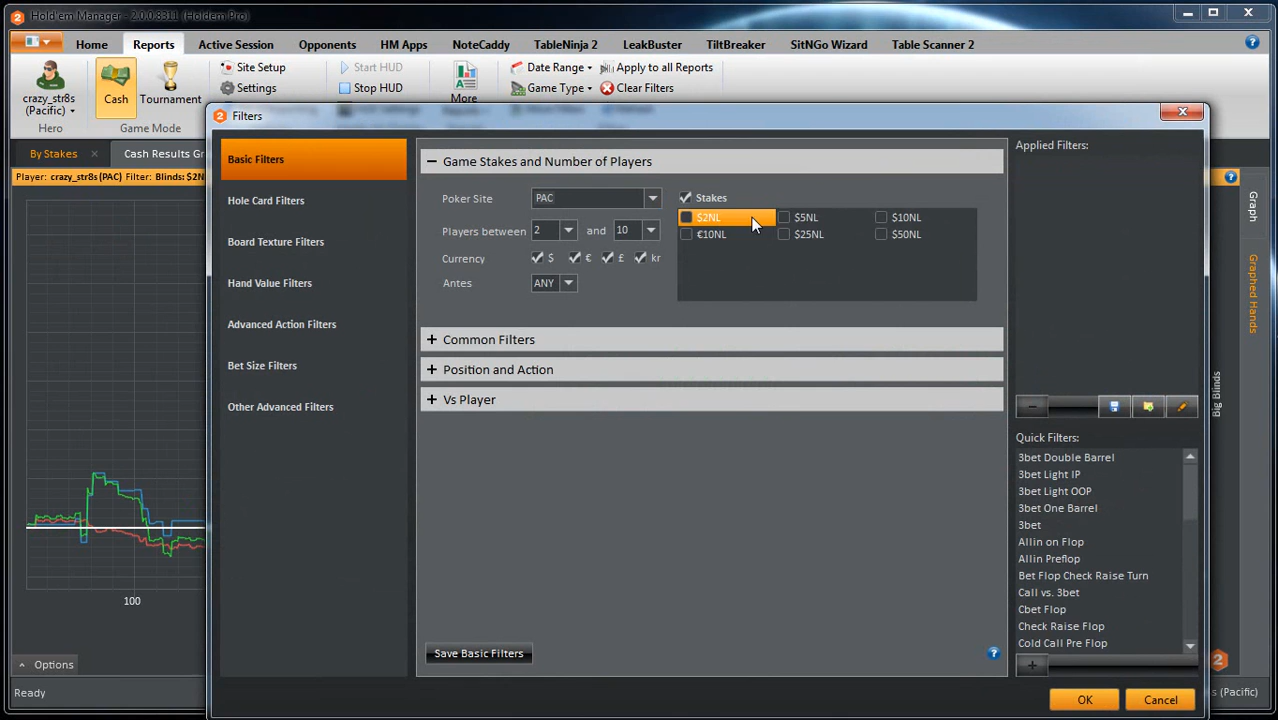 Hold'em Manager - 2.0.0.8311 (Holdem Pro)
Home Reports Active Session Opponents HM Apps NoteCaddy TableNinja 2 LeakBuster TiltBreaker SitNGo Wizard Table Scanner 2
crazy_str8s
(Pacific)
Hero
Cash
Tournament
Game Mode
Site Setup
Settings
Start HUD
Stop HUD
More
Date Range
Game Type
Apply to all Reports
Clear Filters
Filters
By Stakes
Cash Results Gr
Player: crazy_str8s (PAC) Filter: Blinds: $2N
Basic Filters
Hole Card Filters
Board Texture Filters
Hand Value Filters
Advanced Action Filters
Bet Size Filters
Other Advanced Filters
Game Stakes and Number of Players
Poker Site PAC
Players between 2 and 10
Currency $ € £ kr
Antes ANY
Stakes
$2NL $5NL $10NL
€10NL $25NL $50NL
Common Filters
Position and Action
Vs Player
Save Basic Filters
Applied Filters:
Quick Filters:
3bet Double Barrel
3bet Light IP
3bet Light OOP
3bet One Barrel
3bet
Allin on Flop
Allin Preflop
Bet Flop Check Raise Turn
Call vs. 3bet
Cbet Flop
Check Raise Flop
Cold Call Pre Flop
OK
Cancel
Graph
Graphed Hands
Big Blinds
100
Options
Ready
s (Pacific)